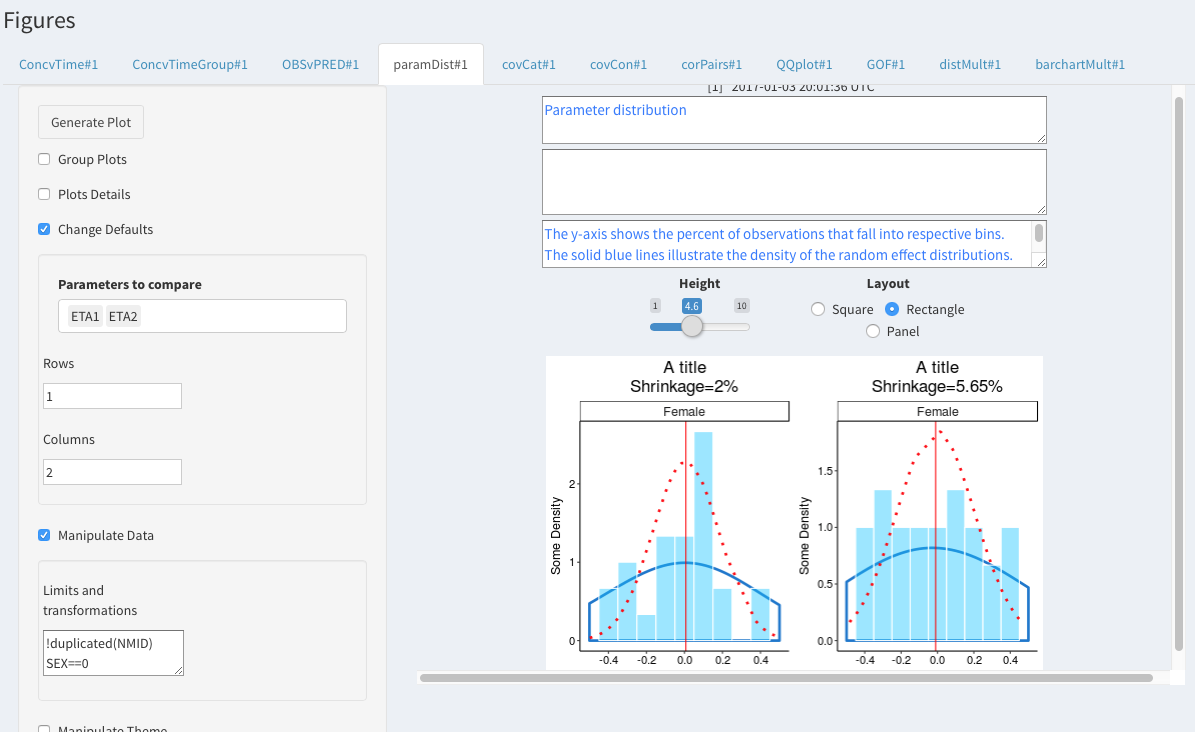 Figures
ConcvTime#1 ConcvTimeGroup#1 OBSvPRED#1 paramDist#1 covCat#1 covCon#1 corPairs#1 QQplot#1 GOF#1 distMult#1 barchartMult#1
Generate Plot
Group Plots
Plots Details
Change Defaults
Parameters to compare
ETA1 ETA2
Rows
1
Columns
2
Manipulate Data
Limits and
transformations
!duplicated(NMID)
SEX==0
Manipulate Theme
[1] 2017-01-03 20:01:36 UTC
Parameter distribution
The y-axis shows the percent of observations that fall into respective bins.
The solid blue lines illustrate the density of the random effect distributions.
Height
1 4.6 10
Layout
Square Rectangle
Panel
A title
Shrinkage=2%
Female
Some Density
2
1
0
-0.4 -0.2 0.0 0.2 0.4
A title
Shrinkage=5.65%
Female
Some Density
1.5
1.0
0.5
0.0
-0.4 -0.2 0.0 0.2 0.4